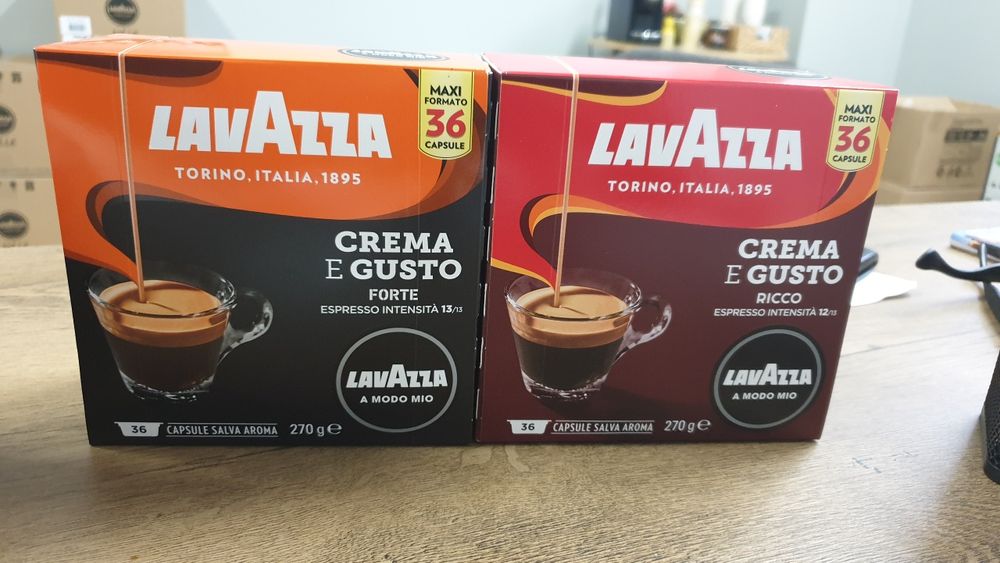 LAVAZZA
LAVAZZA
TORINO, ITALIA, 1895
MAXI
FORMATO
36
CAPSULE
CREMA
E GUSTO
FORTE
ESPRESSO INTENSITÀ 13/13
LAVAZZA
A MODO MIO
36 CAPSULE SALVA AROMA 270 g ℮
LAVAZZA
TORINO, ITALIA, 1895
MAXI
FORMATO
36
CAPSULE
CREMA
E GUSTO
RICCO
ESPRESSO INTENSITÀ 12/13
LAVAZZA
A MODO MIO
36 CAPSULE SALVA AROMA 270 g ℮